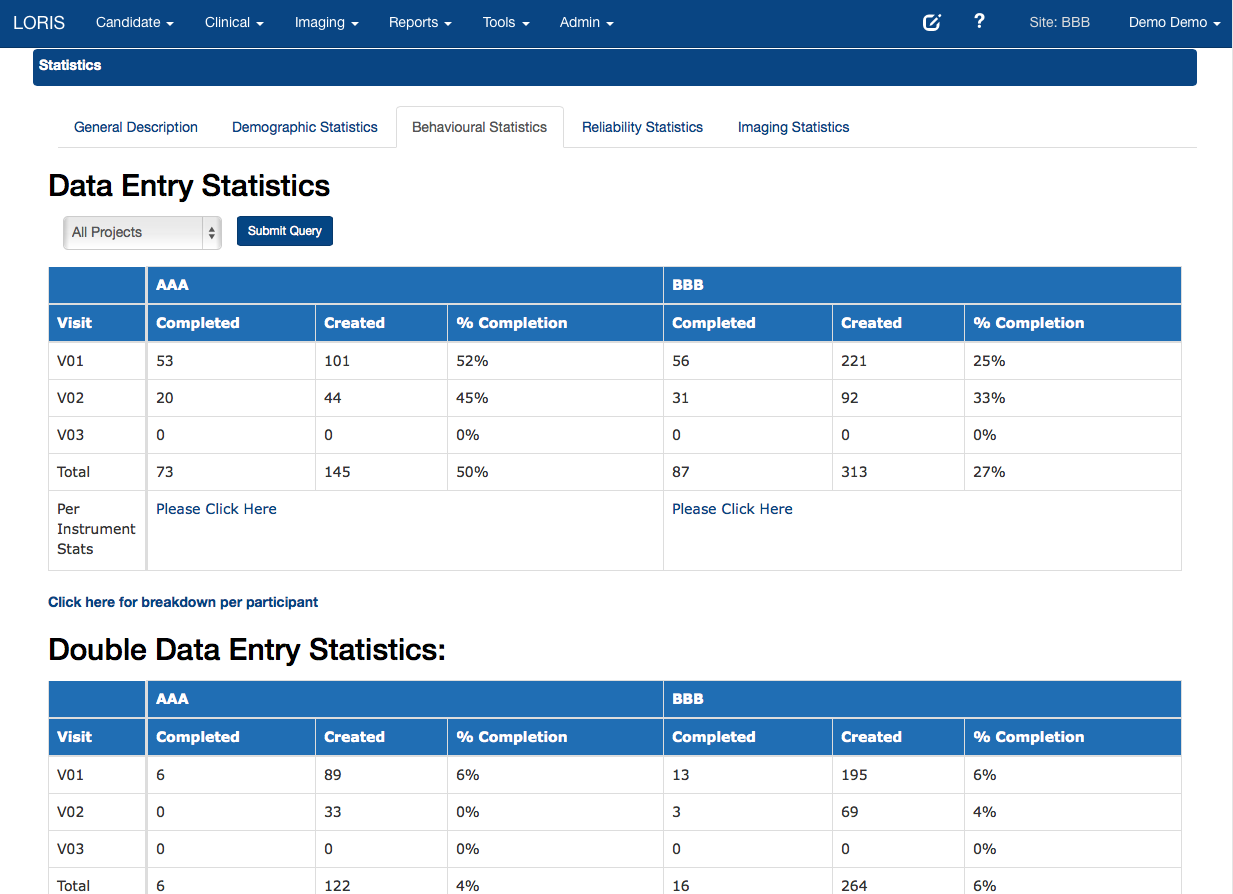 LORIS Candidate Clinical Imaging Reports Tools Admin ? Site: BBB Demo Demo
Statistics
General Description Demographic Statistics Behavioural Statistics Reliability Statistics Imaging Statistics
Data Entry Statistics
All Projects Submit Query
AAA BBB
Visit Completed Created % Completion Completed Created % Completion
V01 53 101 52% 56 221 25%
V02 20 44 45% 31 92 33%
V03 0 0 0% 0 0 0%
Total 73 145 50% 87 313 27%
Per Please Click Here Please Click Here
Instrument
Stats
Click here for breakdown per participant
Double Data Entry Statistics:
AAA BBB
Visit Completed Created % Completion Completed Created % Completion
V01 6 89 6% 13 195 6%
V02 0 33 0% 3 69 4%
V03 0 0 0% 0 0 0%
Total 6 122 4% 16 264 6%